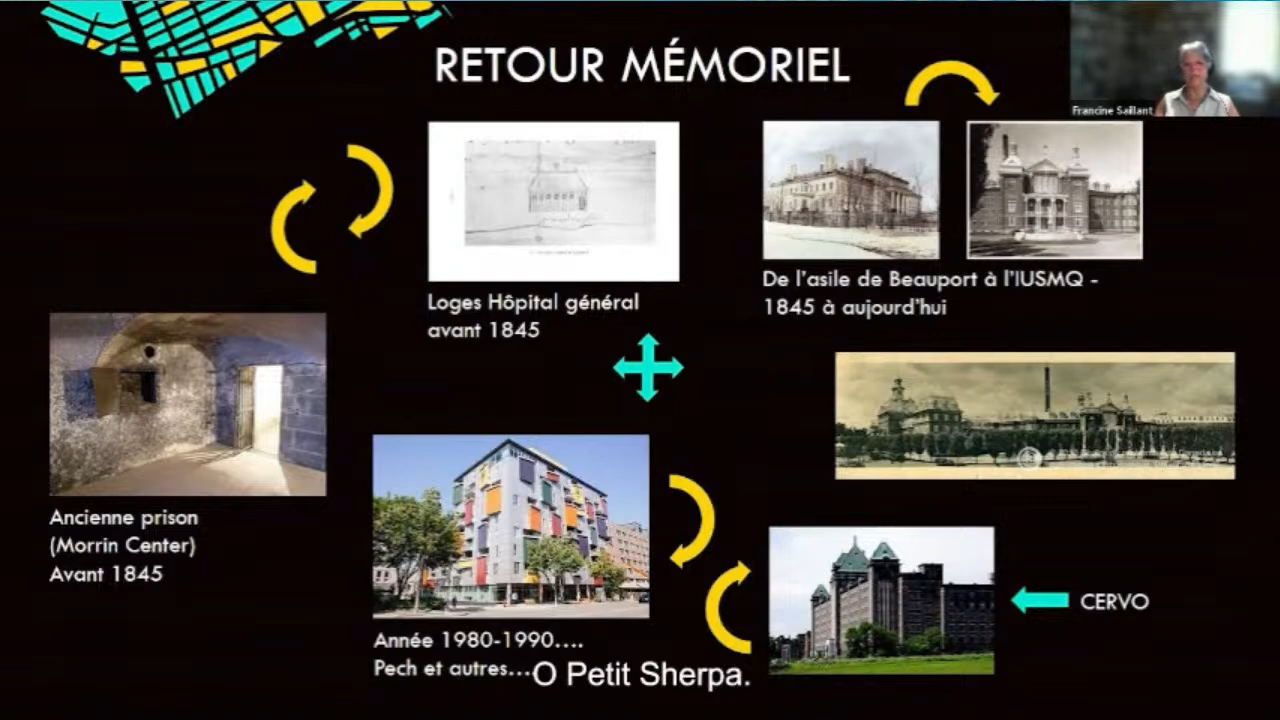 RETOUR MÉMORIEL
Francine Saillant
Loges Hôpital général
avant 1845
De l'asile de Beauport à l'IUSMQ -
1845 à aujourd'hui
Ancienne prison
(Morrin Center)
Avant 1845
Année 1980-1990....
Pech et autres...
O Petit Sherpa.
CERVO